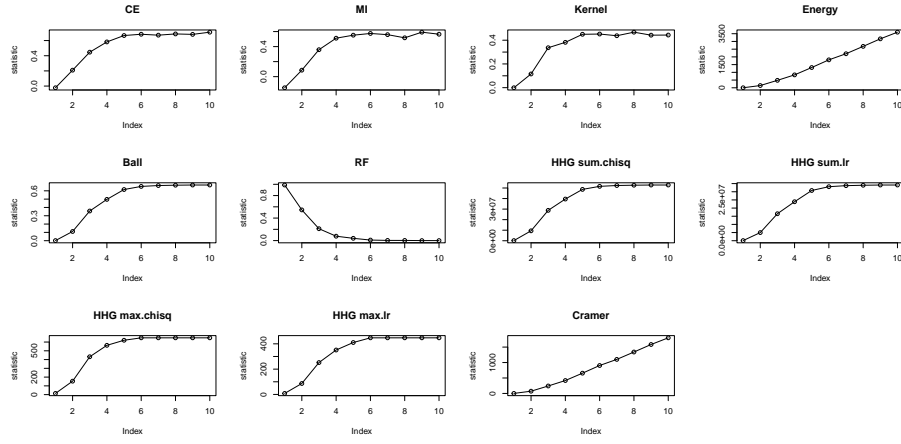 CE
statistic
0.0 0.4
2 4 6 8 10
Index
MI
statistic
0.0 0.4
2 4 6 8 10
Index
Kernel
statistic
0.0 0.2 0.4
2 4 6 8 10
Index
Energy
statistic
0 1500 3500
2 4 6 8 10
Index
Ball
statistic
0.0 0.3 0.6
2 4 6 8 10
Index
RF
statistic
0.0 0.4 0.8
2 4 6 8 10
Index
HHG sum.chisq
statistic
0e+00 3e+07
2 4 6 8 10
Index
HHG sum.lr
statistic
0.0e+00 2.5e+07
2 4 6 8 10
Index
HHG max.chisq
statistic
0 200 500
2 4 6 8 10
Index
HHG max.lr
statistic
0 200 400
2 4 6 8 10
Index
Cramer
statistic
0 1000
2 4 6 8 10
Index